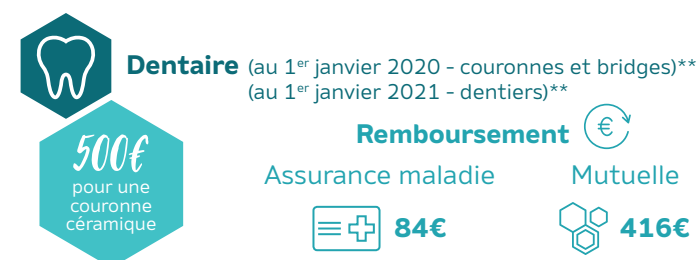 Dentaire (au 1er janvier 2020 - couronnes et bridges)**
(au 1er janvier 2021 - dentiers)**
500€
pour une
couronne
céramique
Remboursement €
Assurance maladie
84€
Mutuelle
416€